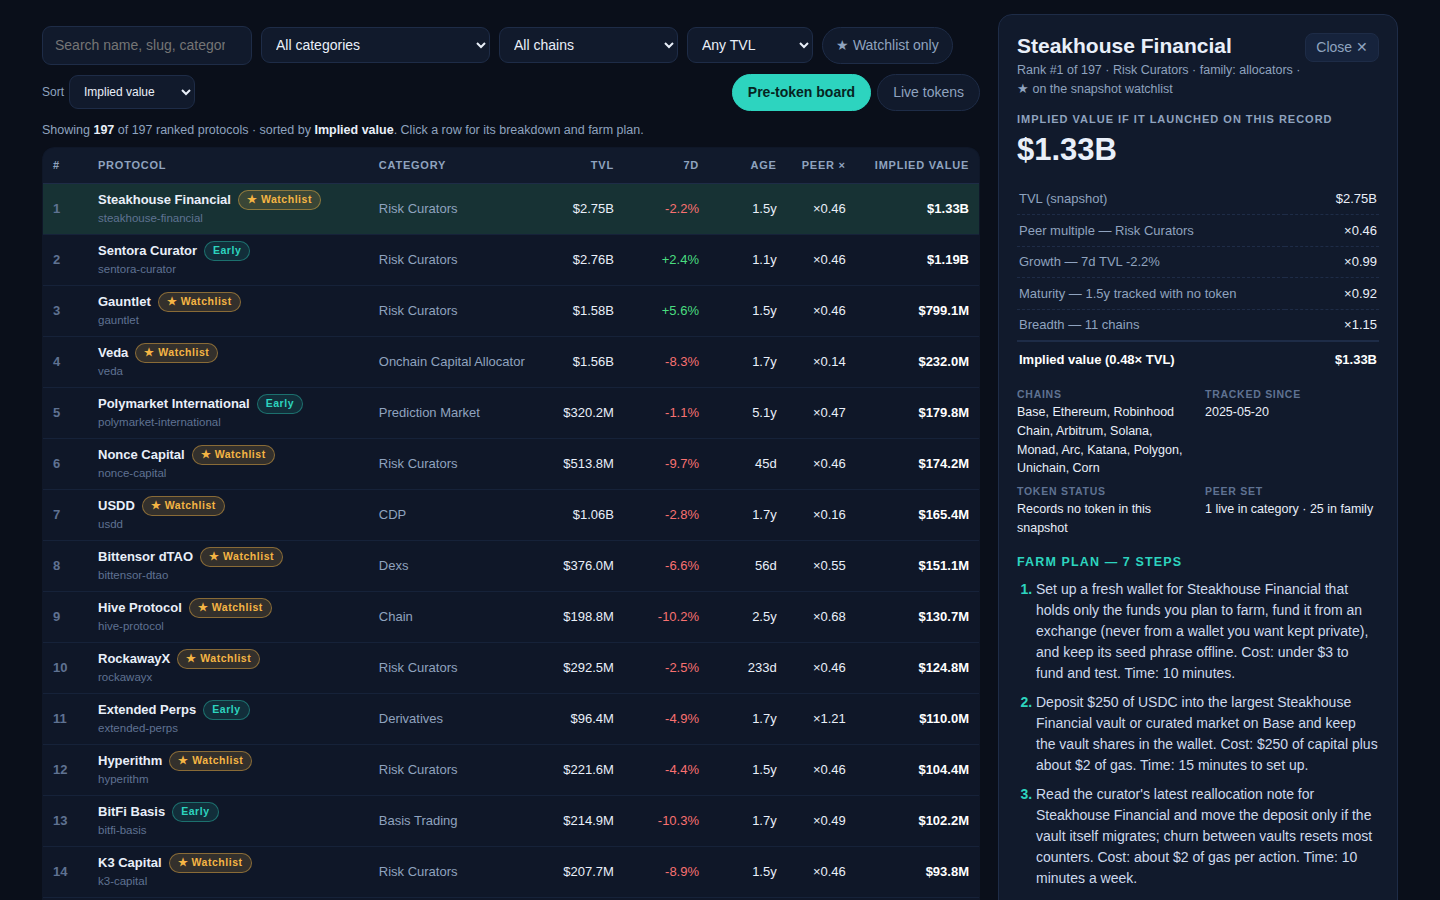 Search name, slug, categor
All categories
All chains
Any TVL
★ Watchlist only
Sort
Implied value
Pre-token board
Live tokens
Showing 197 of 197 ranked protocols · sorted by Implied value. Click a row for its breakdown and farm plan.
# PROTOCOL CATEGORY TVL 7D AGE PEER × IMPLIED VALUE
1 Steakhouse Financial ★ Watchlist Risk Curators $2.75B -2.2% 1.5y ×0.46 $1.33B
steakhouse-financial
2 Sentora Curator Early Risk Curators $2.76B +2.4% 1.1y ×0.46 $1.19B
sentora-curator
3 Gauntlet ★ Watchlist Risk Curators $1.58B +5.6% 1.5y ×0.46 $799.1M
gauntlet
4 Veda ★ Watchlist Onchain Capital Allocator $1.56B -8.3% 1.7y ×0.14 $232.0M
veda
5 Polymarket International Early Prediction Market $320.2M -1.1% 5.1y ×0.47 $179.8M
polymarket-international
6 Nonce Capital ★ Watchlist Risk Curators $513.8M -9.7% 45d ×0.46 $174.2M
nonce-capital
7 USDD ★ Watchlist CDP $1.06B -2.8% 1.7y ×0.16 $165.4M
usdd
8 Bittensor dTAO ★ Watchlist Dexs $376.0M -6.6% 56d ×0.55 $151.1M
bittensor-dtao
9 Hive Protocol ★ Watchlist Chain $198.8M -10.2% 2.5y ×0.68 $130.7M
hive-protocol
10 RockawayX ★ Watchlist Risk Curators $292.5M -2.5% 233d ×0.46 $124.8M
rockawayx
11 Extended Perps Early Derivatives $96.4M -4.9% 1.7y ×1.21 $110.0M
extended-perps
12 Hyperithm ★ Watchlist Risk Curators $221.6M -4.4% 1.5y ×0.46 $104.4M
hyperithm
13 BitFi Basis Early Basis Trading $214.9M -10.3% 1.7y ×0.49 $102.2M
bitfi-basis
14 K3 Capital ★ Watchlist Risk Curators $207.7M -8.9% 1.5y ×0.46 $93.8M
k3-capital
Steakhouse Financial
Close ✕
Rank #1 of 197 · Risk Curators · family: allocators ·
★ on the snapshot watchlist
IMPLIED VALUE IF IT LAUNCHED ON THIS RECORD
$1.33B
TVL (snapshot) $2.75B
Peer multiple — Risk Curators ×0.46
Growth — 7d TVL -2.2% ×0.99
Maturity — 1.5y tracked with no token ×0.92
Breadth — 11 chains ×1.15
Implied value (0.48× TVL) $1.33B
CHAINS
Base, Ethereum, Robinhood
Chain, Arbitrum, Solana,
Monad, Arc, Katana, Polygon,
Unichain, Corn
TRACKED SINCE
2025-05-20
TOKEN STATUS
Records no token in this
snapshot
PEER SET
1 live in category · 25 in family
FARM PLAN — 7 STEPS
1. Set up a fresh wallet for Steakhouse Financial that
holds only the funds you plan to farm, fund it from an
exchange (never from a wallet you want kept private),
and keep its seed phrase offline. Cost: under $3 to
fund and test. Time: 10 minutes.
2. Deposit $250 of USDC into the largest Steakhouse
Financial vault or curated market on Base and keep
the vault shares in the wallet. Cost: $250 of capital plus
about $2 of gas. Time: 15 minutes to set up.
3. Read the curator's latest reallocation note for
Steakhouse Financial and move the deposit only if the
vault itself migrates; churn between vaults resets most
counters. Cost: about $2 of gas per action. Time: 10
minutes a week.